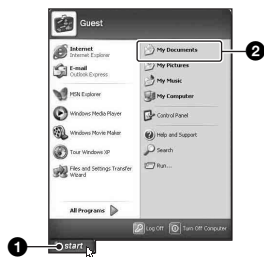 Guest
Internet
Internet Explorer
E-mail
Outlook Express
MSN Explorer
Windows Media Player
Windows Movie Maker
Tour Windows XP
Files and Settings Transfer
Wizard
All Programs
My Documents
My Pictures
My Music
My Computer
Control Panel
Help and Support
Search
Run...
Log Off
Turn Off Computer
start
1
2